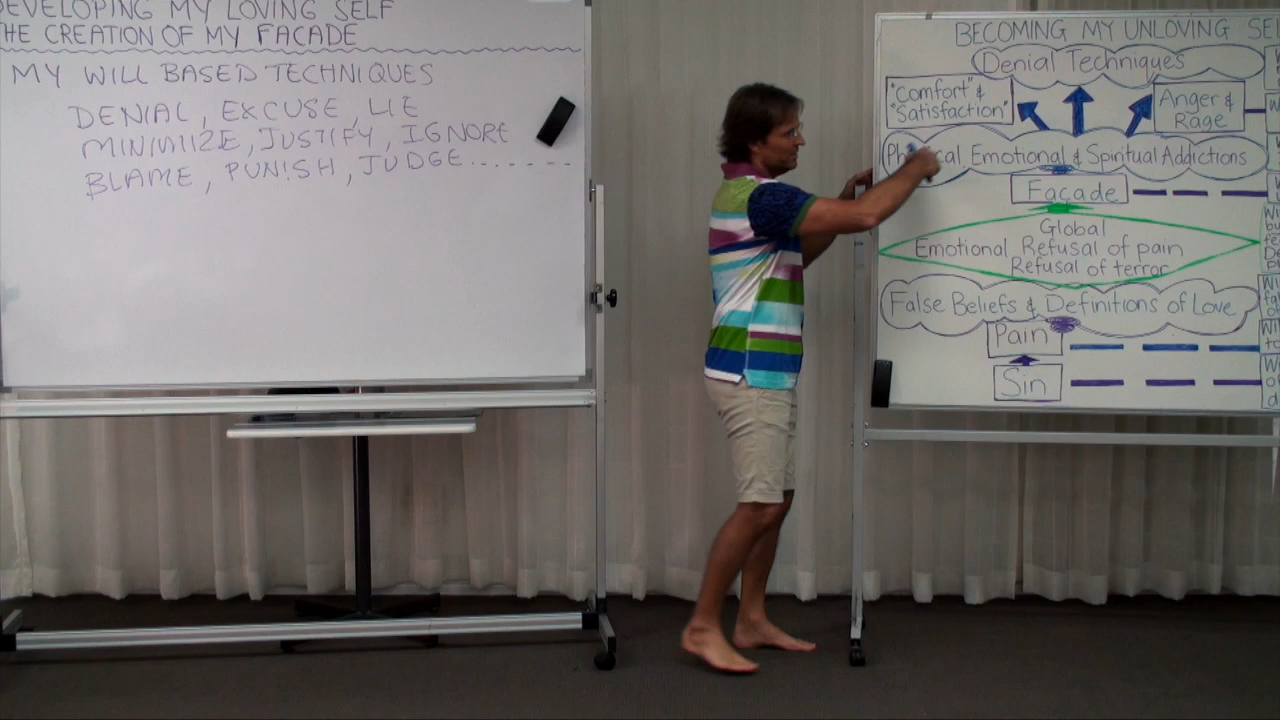 DEVELOPING MY LOVING SELF
THE CREATION OF MY FACADE
MY WILL BASED TECHNIQUES
DENIAL, EXCUSE, LIE
MINIMIZE, JUSTIFY, IGNORE
BLAME, PUNISH, JUDGE.......
BECOMING MY UNLOVING SEL
Denial Techniques
"Comfort" &
"Satisfaction"
Anger &
Rage
Emotional & Spiritual Addictions
Façade
Global
Emotional Refusal of pain
Refusal of terror
False Beliefs & Definitions of Love
Pain
Sin